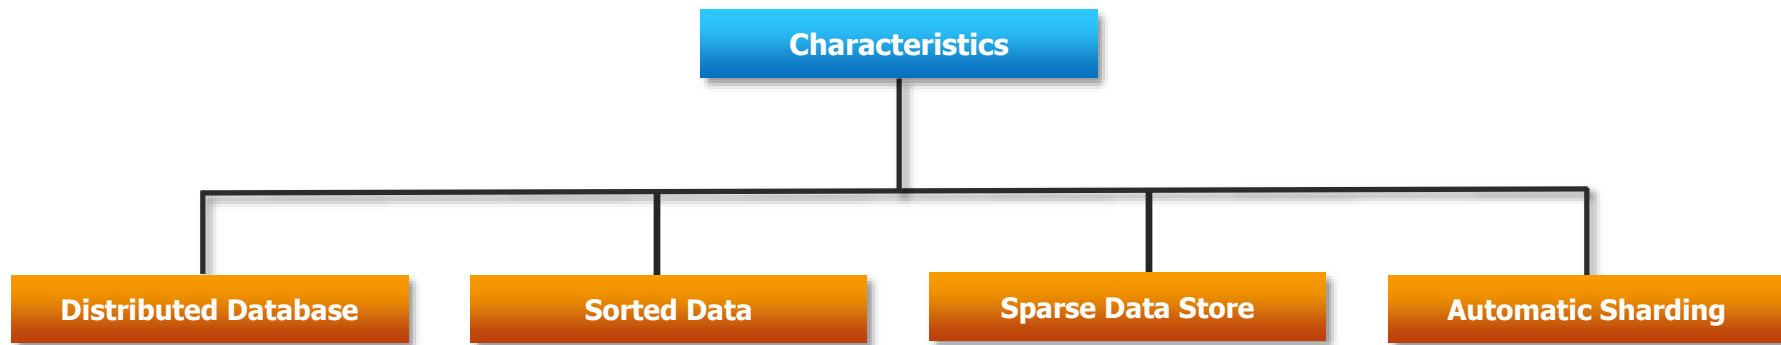 Characteristics
Distributed Database
Sorted Data
Sparse Data Store
Automatic Sharding